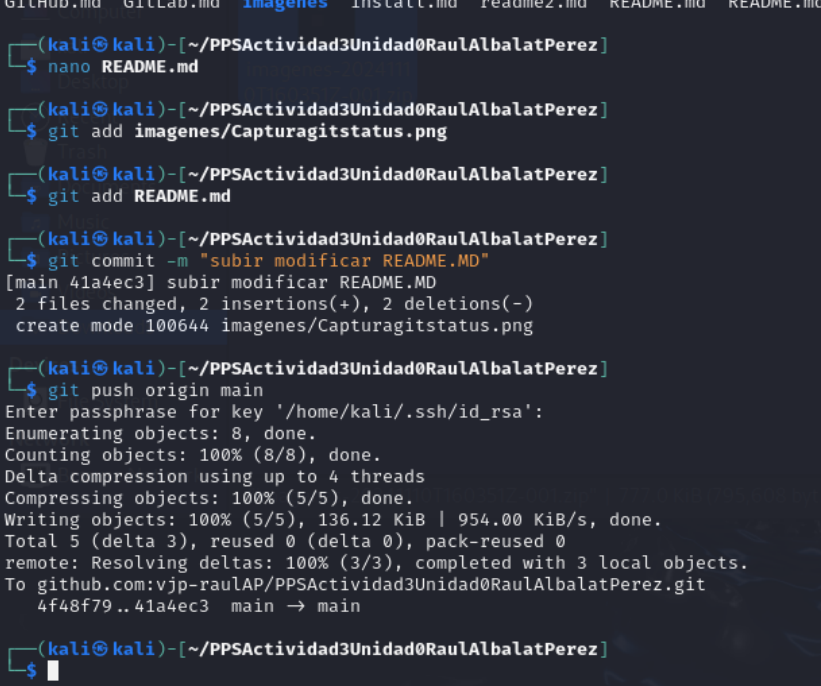 GitHub.md  GitLab.md  imagenes  install.md  readme2.md  README.md  README.md
┌──(kali㉿kali)-[~/PPSActividad3Unidad0RaulAlbalatPerez]
└─$ nano README.md
┌──(kali㉿kali)-[~/PPSActividad3Unidad0RaulAlbalatPerez]
└─$ git add imagenes/Capturagitstatus.png
┌──(kali㉿kali)-[~/PPSActividad3Unidad0RaulAlbalatPerez]
└─$ git add README.md
┌──(kali㉿kali)-[~/PPSActividad3Unidad0RaulAlbalatPerez]
└─$ git commit -m "subir modificar README.MD"
[main 41a4ec3] subir modificar README.MD
 2 files changed, 2 insertions(+), 2 deletions(-)
 create mode 100644 imagenes/Capturagitstatus.png
┌──(kali㉿kali)-[~/PPSActividad3Unidad0RaulAlbalatPerez]
└─$ git push origin main
Enter passphrase for key '/home/kali/.ssh/id_rsa':
Enumerating objects: 8, done.
Counting objects: 100% (8/8), done.
Delta compression using up to 4 threads
Compressing objects: 100% (5/5), done.
Writing objects: 100% (5/5), 136.12 KiB | 954.00 KiB/s, done.
Total 5 (delta 3), reused 0 (delta 0), pack-reused 0
remote: Resolving deltas: 100% (3/3), completed with 3 local objects.
To github.com:vjp-raulAP/PPSActividad3Unidad0RaulAlbalatPerez.git
   4f48f79..41a4ec3  main → main
┌──(kali㉿kali)-[~/PPSActividad3Unidad0RaulAlbalatPerez]
└─$